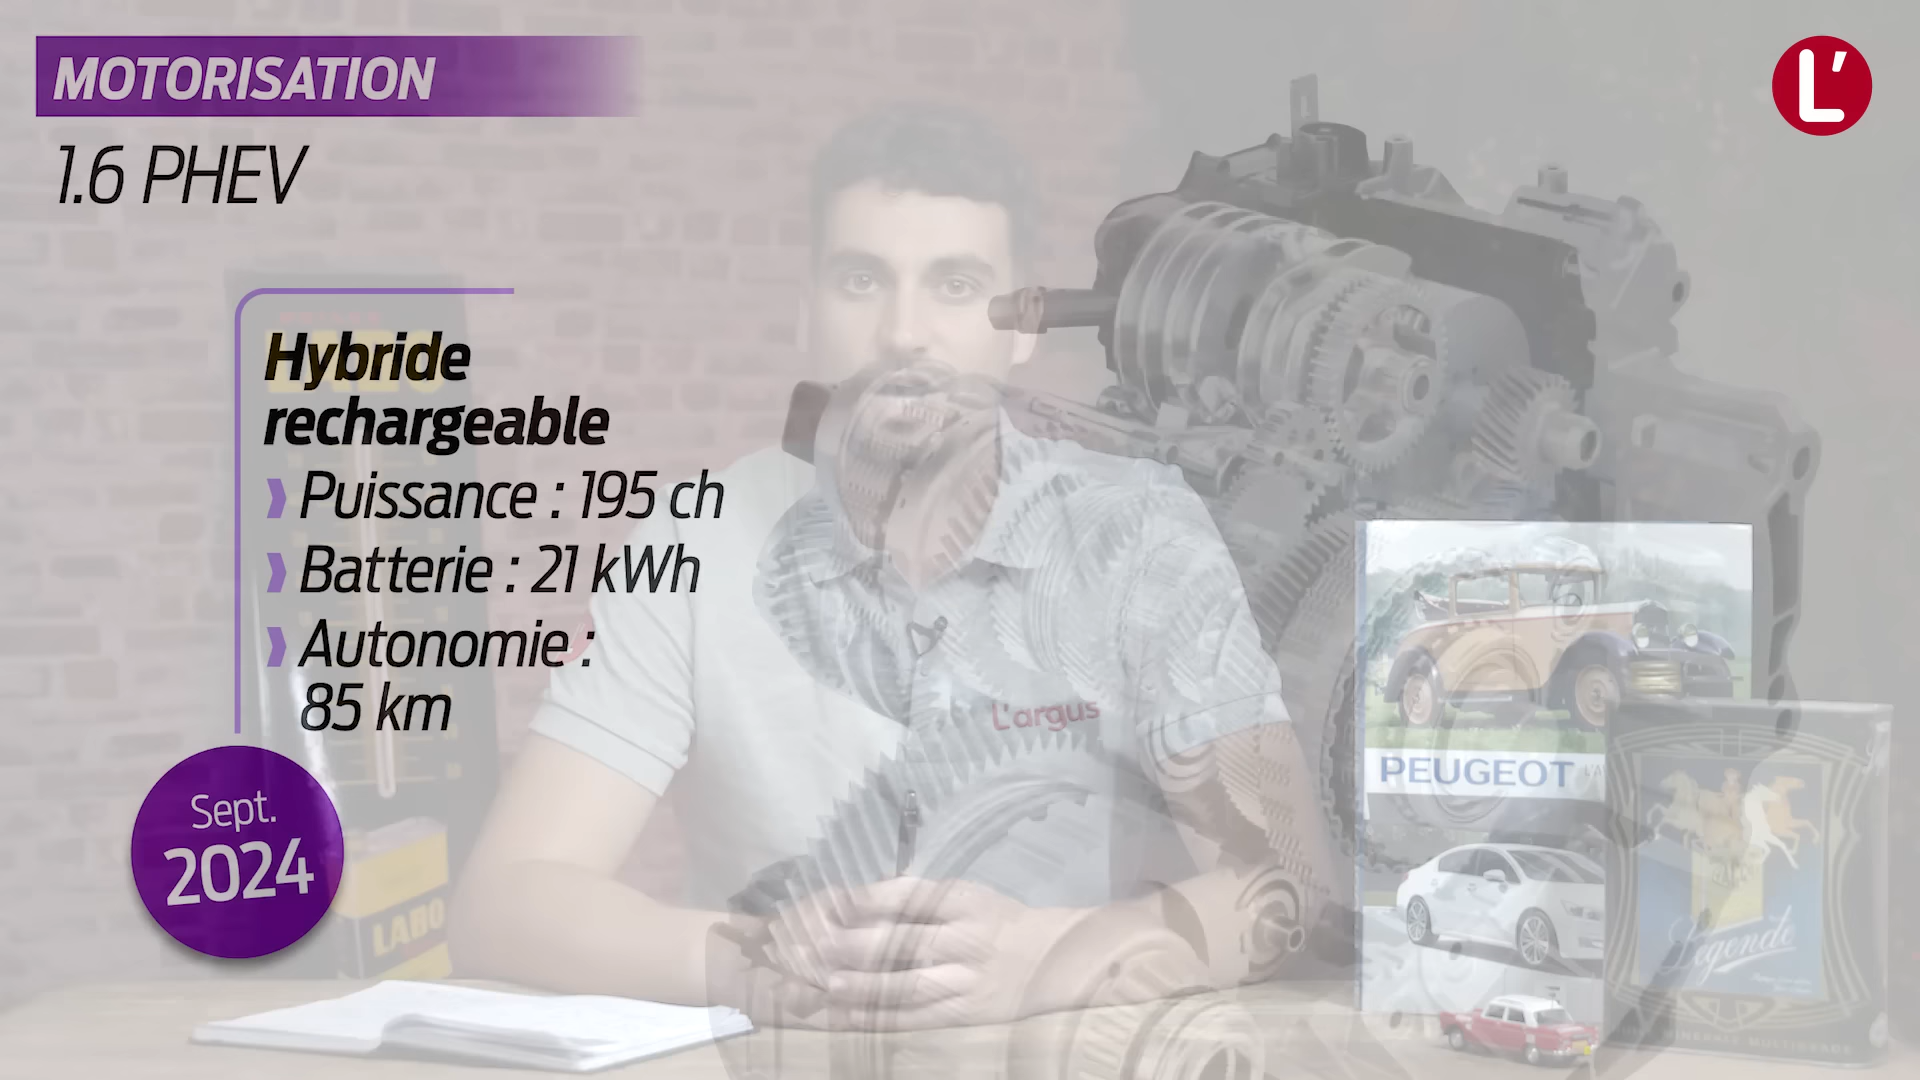 MOTORISATION
L'
1.6 PHEV
Hybride
rechargeable
Puissance : 195 ch
Batterie : 21 kWh
Autonomie :
85 km
L'argus
PEUGEOT
Sept.
2024
LABO
Légende